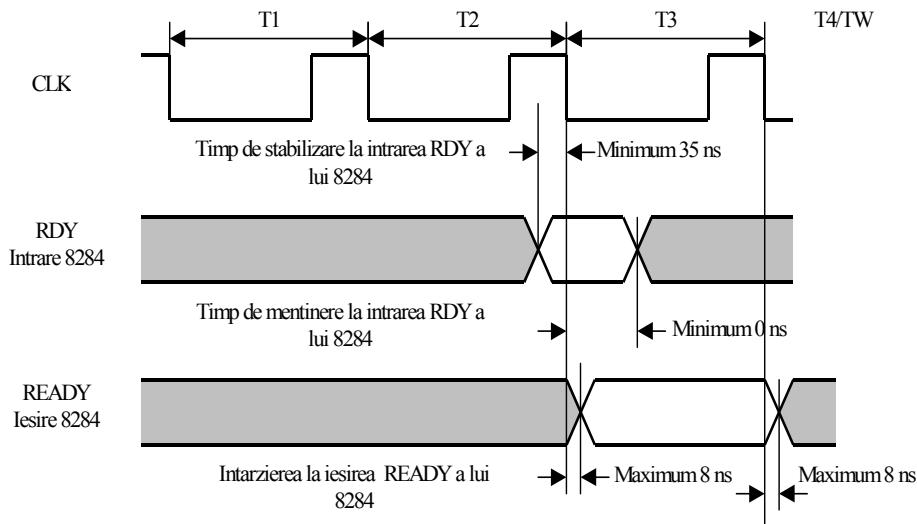 T1 T2 T3 T4/TW
CLK
Timp de stabilizare la intrarea RDY a
lui 8284
Minimum 35 ns
RDY
Intrare 8284
Timp de mentinere la intrarea RDY a
lui 8284
Minimum 0 ns
READY
Iesire 8284
Intarzierea la iesirea READY a lui
8284
Maximum 8 ns
Maximum 8 ns